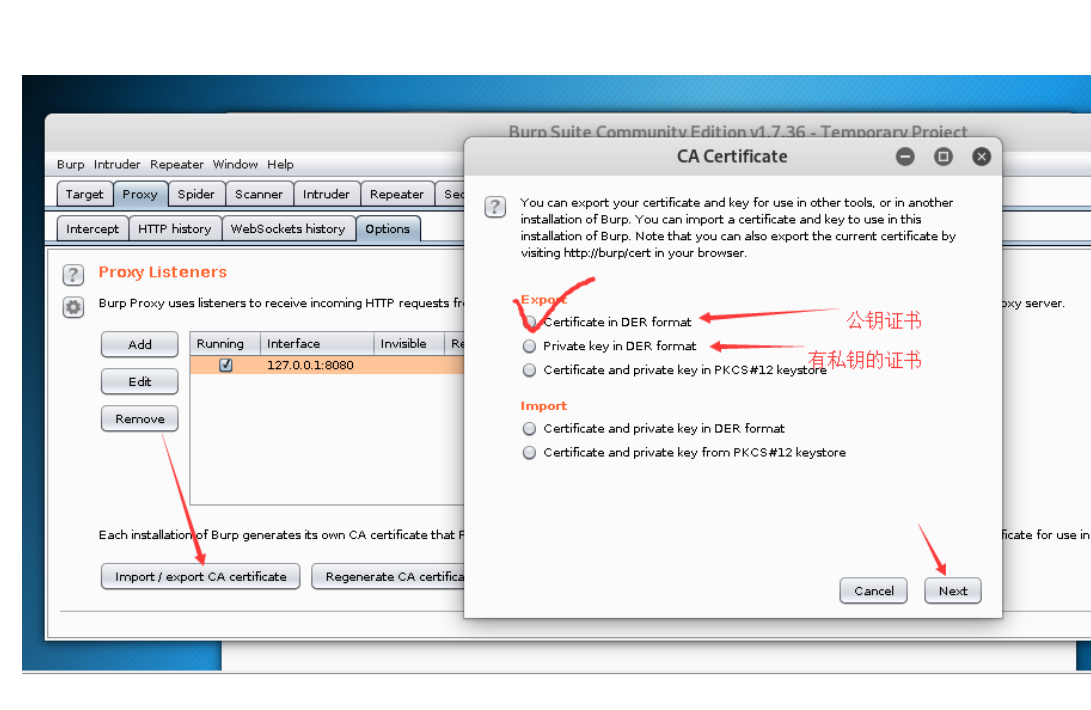 Burp Suite Community Edition v1.7.36 - Temporary Project
CA Certificate
Burp Intruder Repeater Window Help
Target Proxy Spider Scanner Intruder Repeater Sec
Intercept HTTP history WebSockets history Options
You can export your certificate and key for use in other tools, or in another
installation of Burp. You can import a certificate and key to use in this
installation of Burp. Note that you can also export the current certificate by
visiting http://burp/cert in your browser.
Proxy Listeners
Burp Proxy uses listeners to receive incoming HTTP requests fr
oxy server.
Add
Edit
Remove
Running Interface Invisible Re
127.0.0.1:8080
Export
Certificate in DER format
公钥证书
Private key in DER format
有私钥的证书
Certificate and private key in PKCS#12 keystore
Import
Certificate and private key in DER format
Certificate and private key from PKCS#12 keystore
Each installation of Burp generates its own CA certificate that P
ficate for use in
Import / export CA certificate
Regenerate CA certifica
Cancel
Next